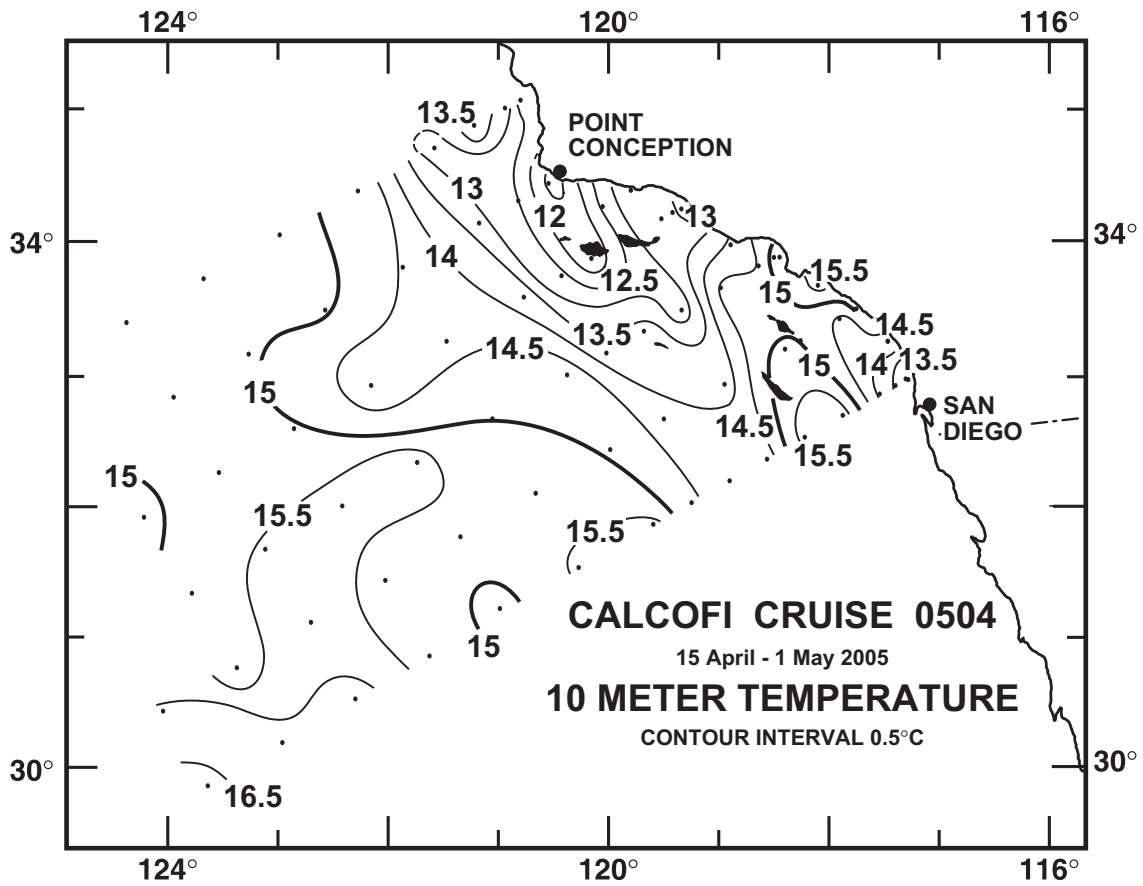 124° 120° 116°
13.5
POINT
CONCEPTION
13
12
13
34° 34°
14
12.5
15.5
15
14.5
13.5
14.5
15
14
13.5
15
SAN
DIEGO
14.5
15.5
15
15.5
15.5
CALCOFI CRUISE 0504
15
15 April - 1 May 2005
10 METER TEMPERATURE
CONTOUR INTERVAL 0.5°C
30° 30°
16.5
124° 120° 116°